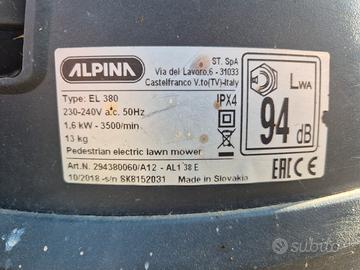 ALPINA
ST. SpA
Via del Lavoro,6 - 31033
Castelfranco V.to(TV)-Italy
Type: EL 380
IPX4
230-240V a.c. 50Hz
1,6 kW - 3500/min
13 kg
Pedestrian electric lawn mower
LWA
94 dB
Art.N. 294380060/A12 - AL1 38 E
10/2018 -s/n SK8152031 Made in Slovakia
EAC CE
subito